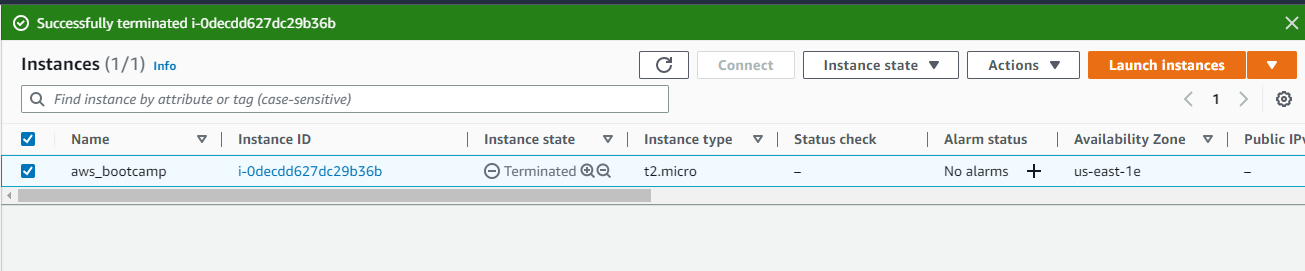 Successfully terminated i-0decdd627dc29b36b
Instances (1/1) Info Connect Instance state Actions Launch instances
Find instance by attribute or tag (case-sensitive) 1
Name Instance ID Instance state Instance type Status check Alarm status Availability Zone Public IPv
aws_bootcamp i-0decdd627dc29b36b Terminated t2.micro – No alarms + us-east-1e –